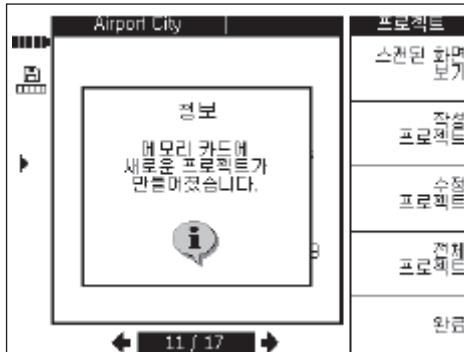 Airport City
정보
메모리 카드에
새로운 프로젝트가
만들어졌습니다.
11 / 17
프로젝트
스캔된 화면
보기
작성
프로젝트
수정
프로젝트
전체
프로젝트
완료